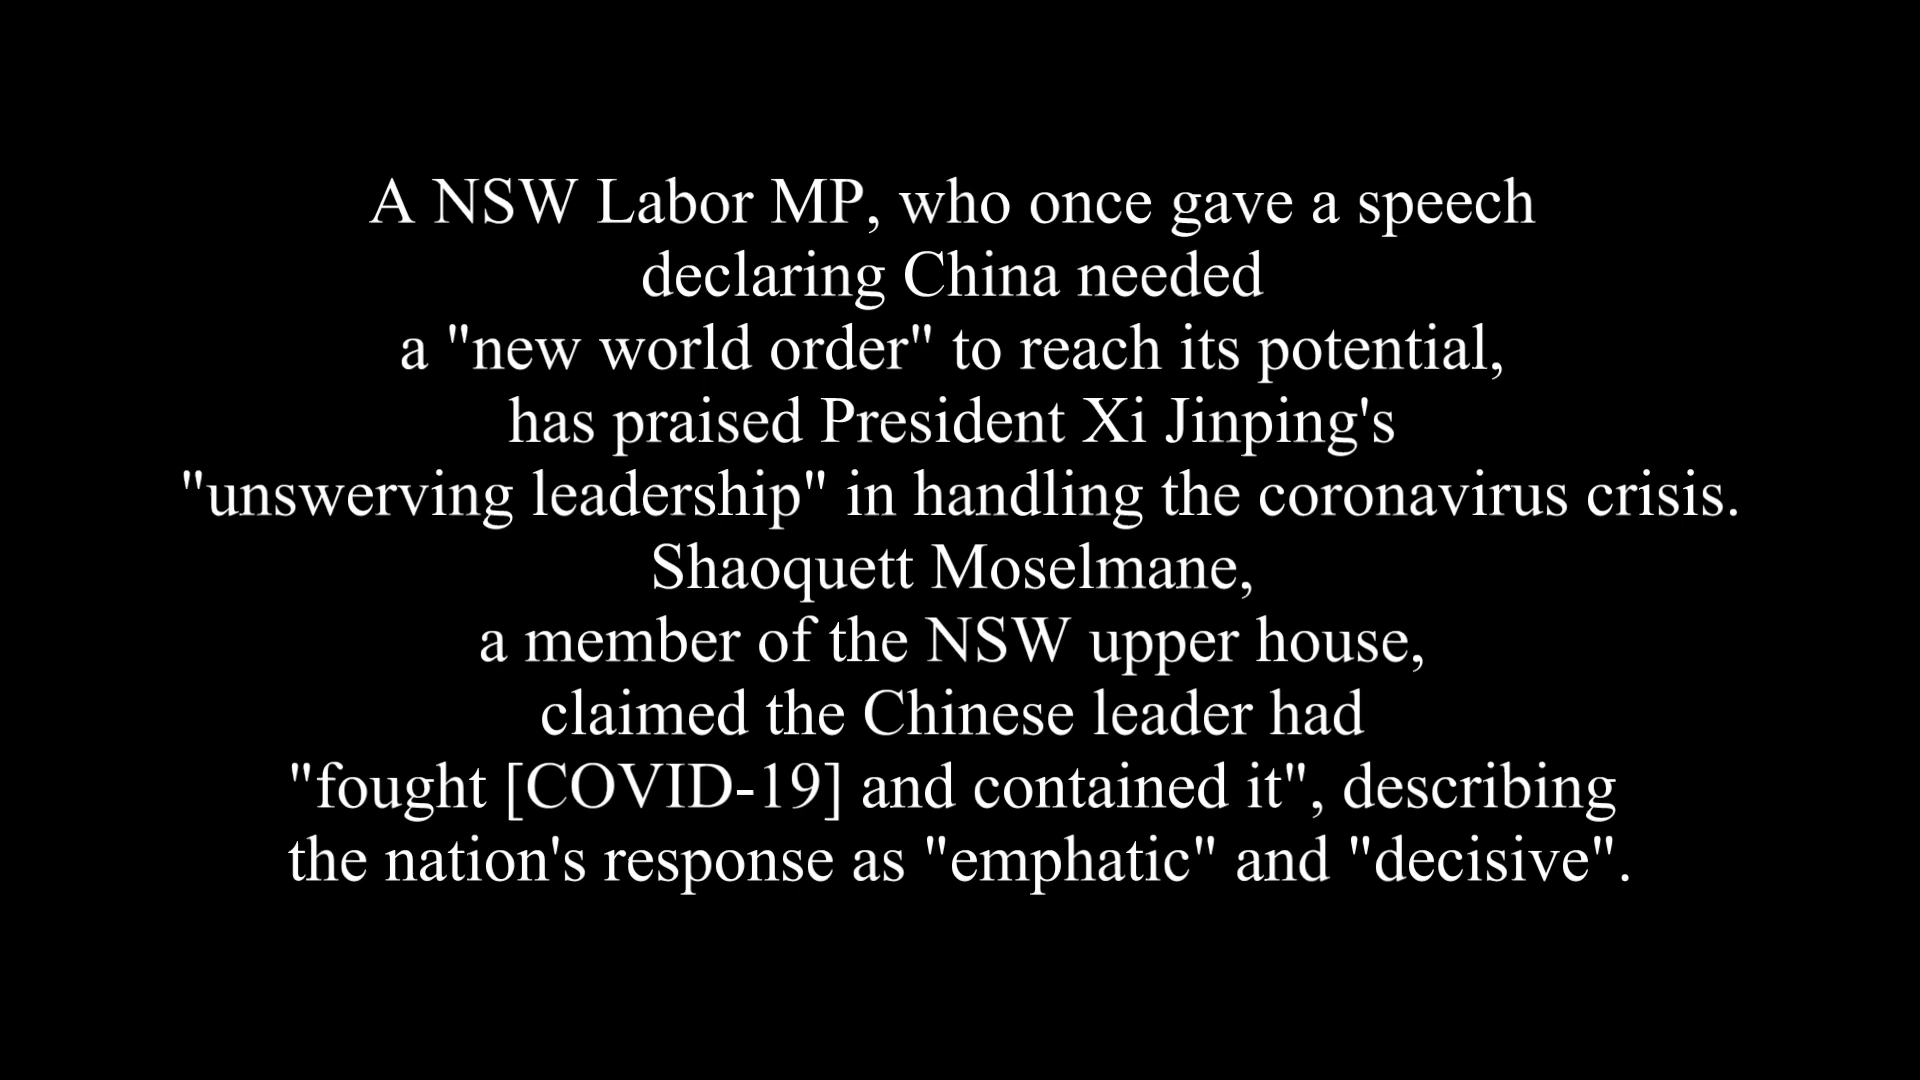 A NSW Labor MP, who once gave a speech
declaring China needed
a "new world order" to reach its potential,
has praised President Xi Jinping's
"unswerving leadership" in handling the coronavirus crisis.
Shaoquett Moselmane,
a member of the NSW upper house,
claimed the Chinese leader had
"fought [COVID-19] and contained it", describing
the nation's response as "emphatic" and "decisive".